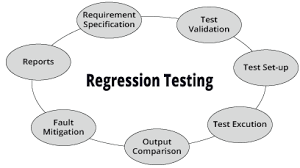 Requirement
Specification
Test
Validation
Test Set-up
Test Excution
Output
Comparison
Fault
Mitigation
Reports
Regression Testing